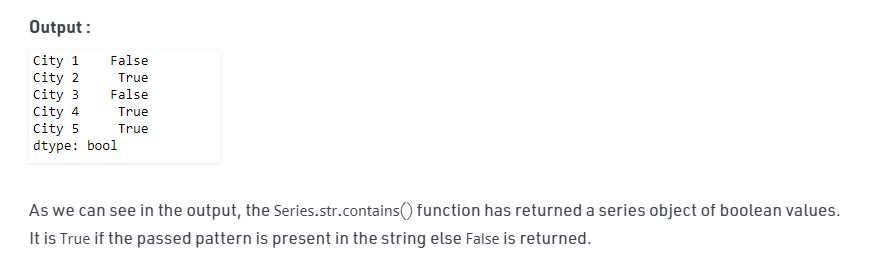 Output :
City 1    False
City 2     True
City 3    False
City 4     True
City 5     True
dtype: bool
As we can see in the output, the Series.str.contains() function has returned a series object of boolean values.
It is True if the passed pattern is present in the string else False is returned.